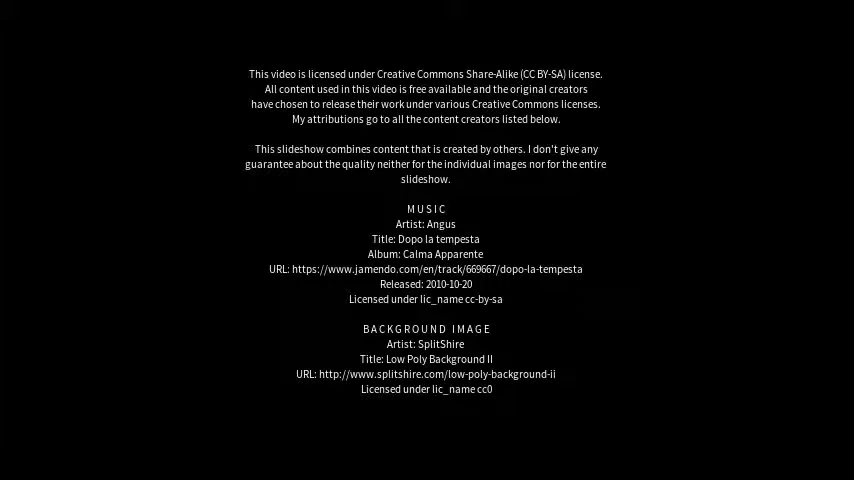 This video is licensed under Creative Commons Share-Alike (CC BY-SA) license.
All content used in this video is free available and the original creators
have chosen to release their work under various Creative Commons licenses.
My attributions go to all the content creators listed below.
This slideshow combines content that is created by others. I don't give any
guarantee about the quality neither for the individual images nor for the entire
slideshow.
MUSIC
Artist: Angus
Title: Dopo la tempesta
Album: Calma Apparente
URL: https://www.jamendo.com/en/track/669667/dopo-la-tempesta
Released: 2010-10-20
Licensed under lic_name cc-by-sa
BACKGROUND IMAGE
Artist: SplitShire
Title: Low Poly Background II
URL: http://www.splitshire.com/low-poly-background-ii
Licensed under lic_name cc0